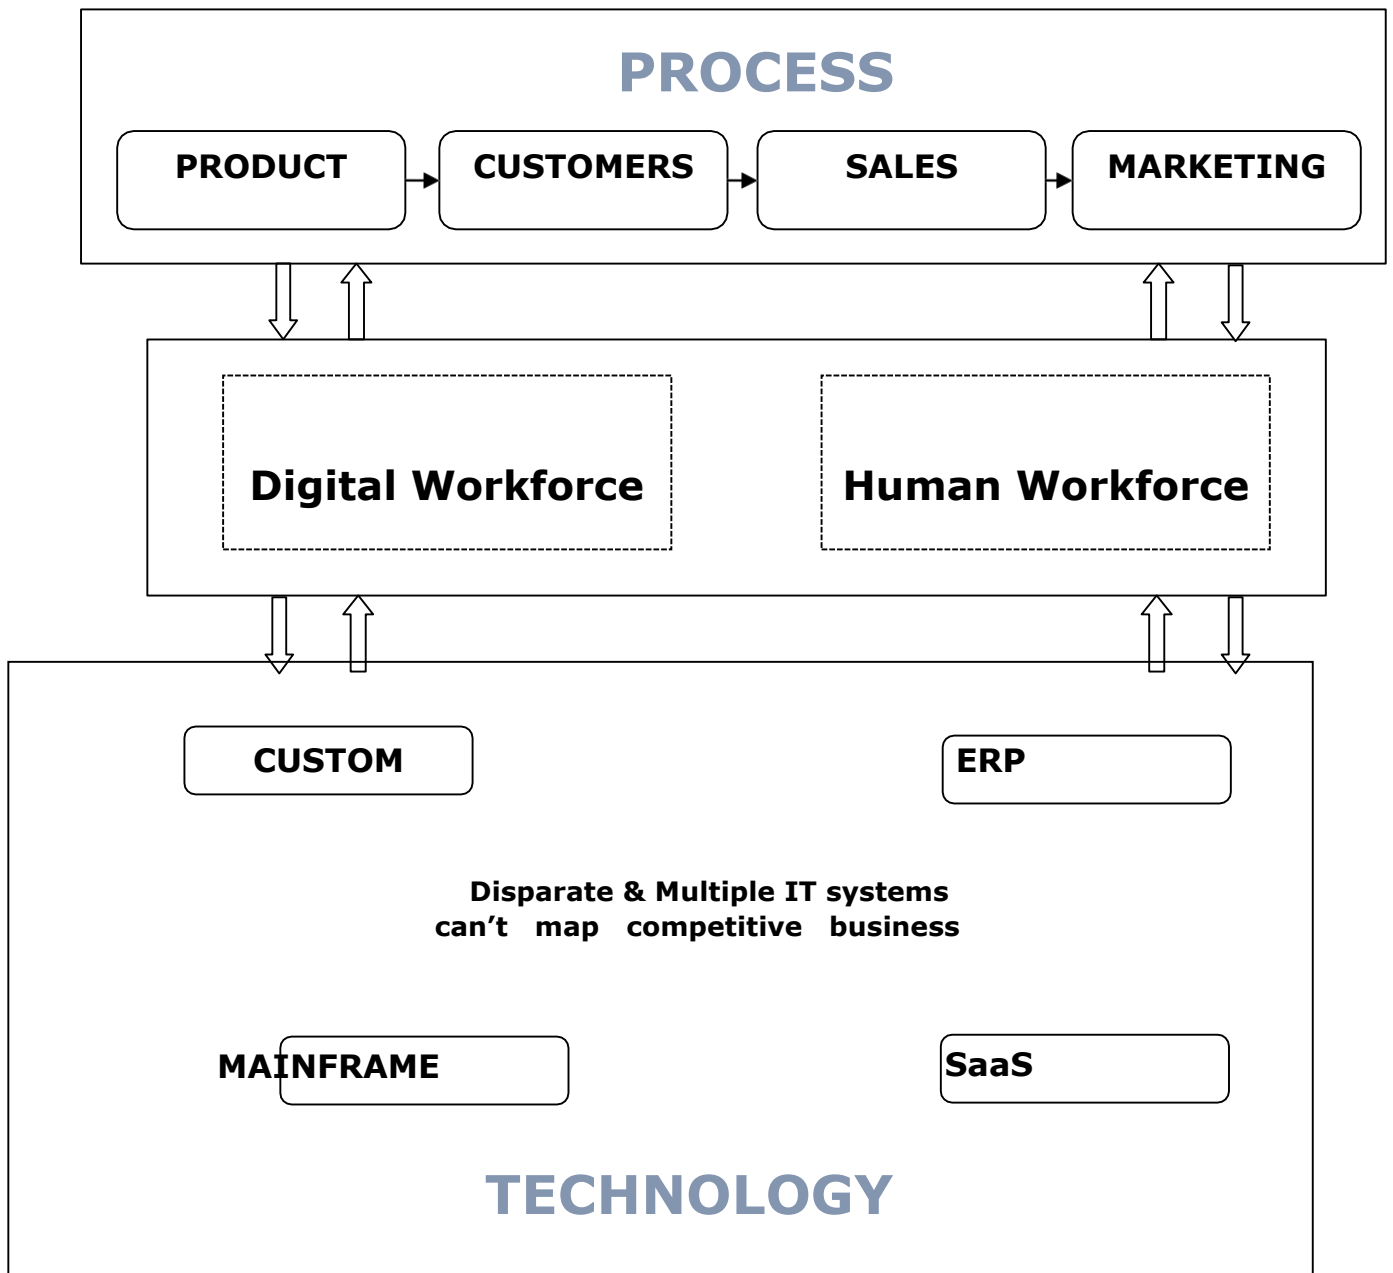 PROCESS
PRODUCT
CUSTOMERS
SALES
MARKETING
Digital Workforce
Human Workforce
CUSTOM
ERP
Disparate & Multiple IT systems
can’t map competitive business
MAINFRAME
SaaS
TECHNOLOGY